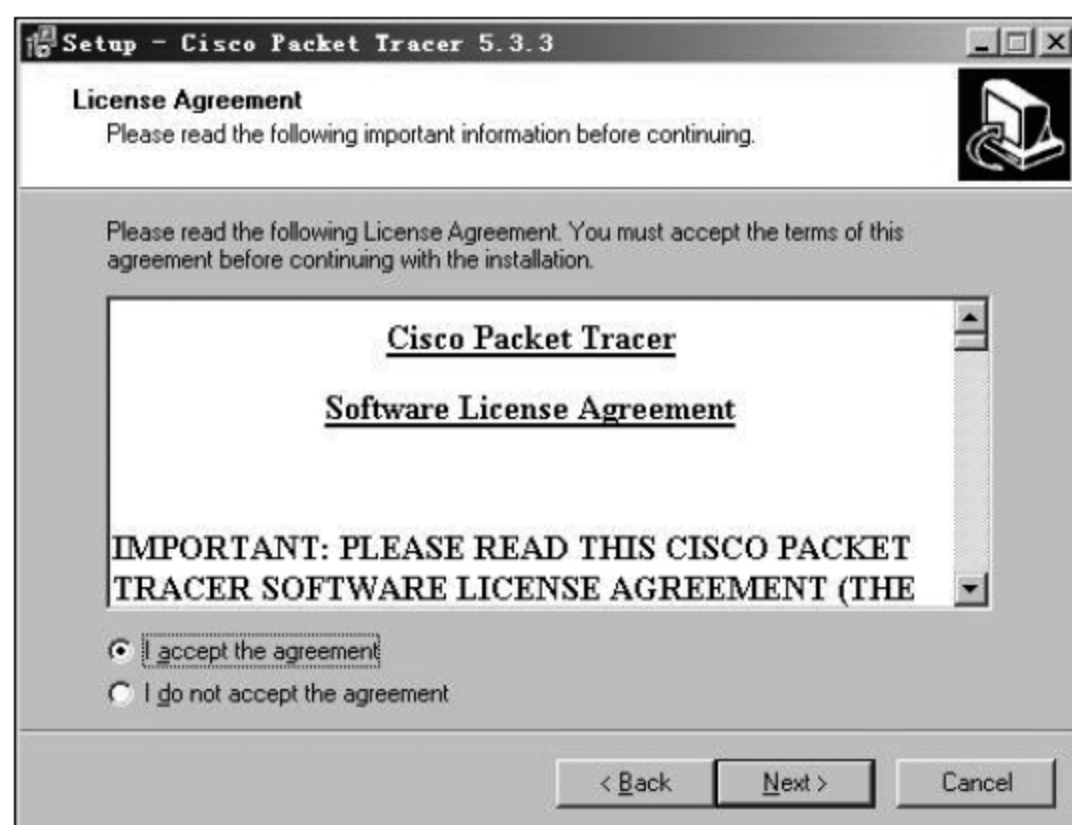 Setup - Cisco Packet Tracer 5.3.3
License Agreement
Please read the following important information before continuing.
Please read the following License Agreement. You must accept the terms of this
agreement before continuing with the installation.
Cisco Packet Tracer
Software License Agreement
IMPORTANT: PLEASE READ THIS CISCO PACKET
TRACER SOFTWARE LICENSE AGREEMENT (THE
I accept the agreement
I do not accept the agreement
< Back Next > Cancel